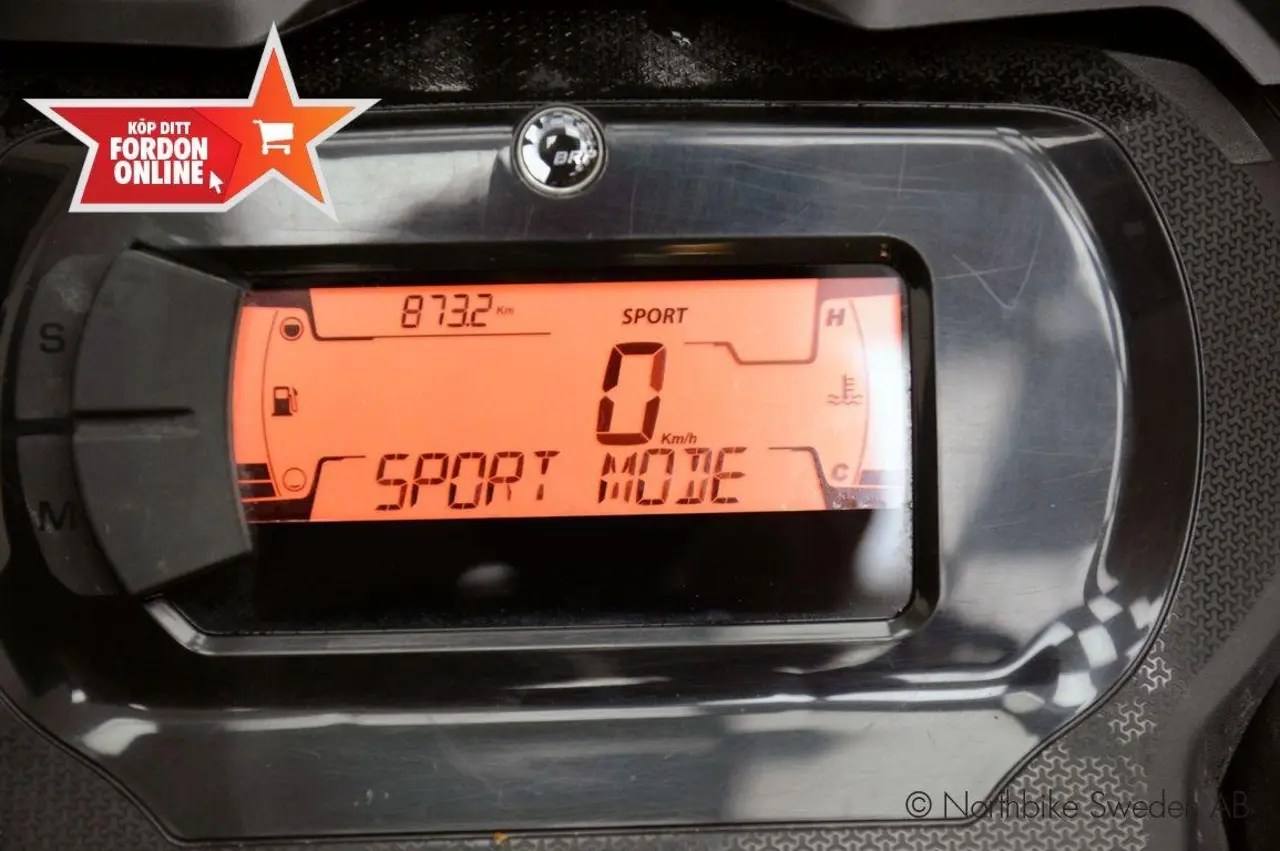 KÖP DITT
FORDON
ONLINE
BRP
S
M
873.2 Km
SPORT
H
0
Km/h
SPORT MODE
C
© Northbike Sweden AB